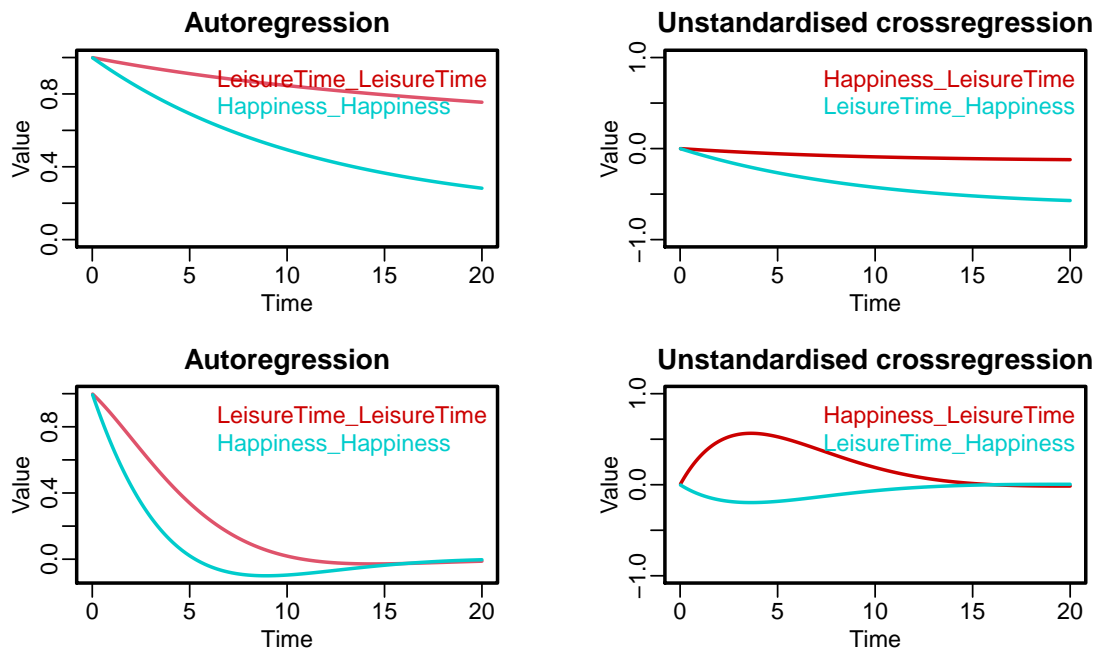 Autoregression
LeisureTime_LeisureTime
Happiness_Happiness
Value
0.0 0.4 0.8
0 5 10 15 20
Time
Unstandardised crossregression
Happiness_LeisureTime
LeisureTime_Happiness
Value
−1.0 0.0 1.0
0 5 10 15 20
Time
Autoregression
LeisureTime_LeisureTime
Happiness_Happiness
Value
0.0 0.4 0.8
0 5 10 15 20
Time
Unstandardised crossregression
Happiness_LeisureTime
LeisureTime_Happiness
Value
−1.0 0.0 1.0
0 5 10 15 20
Time